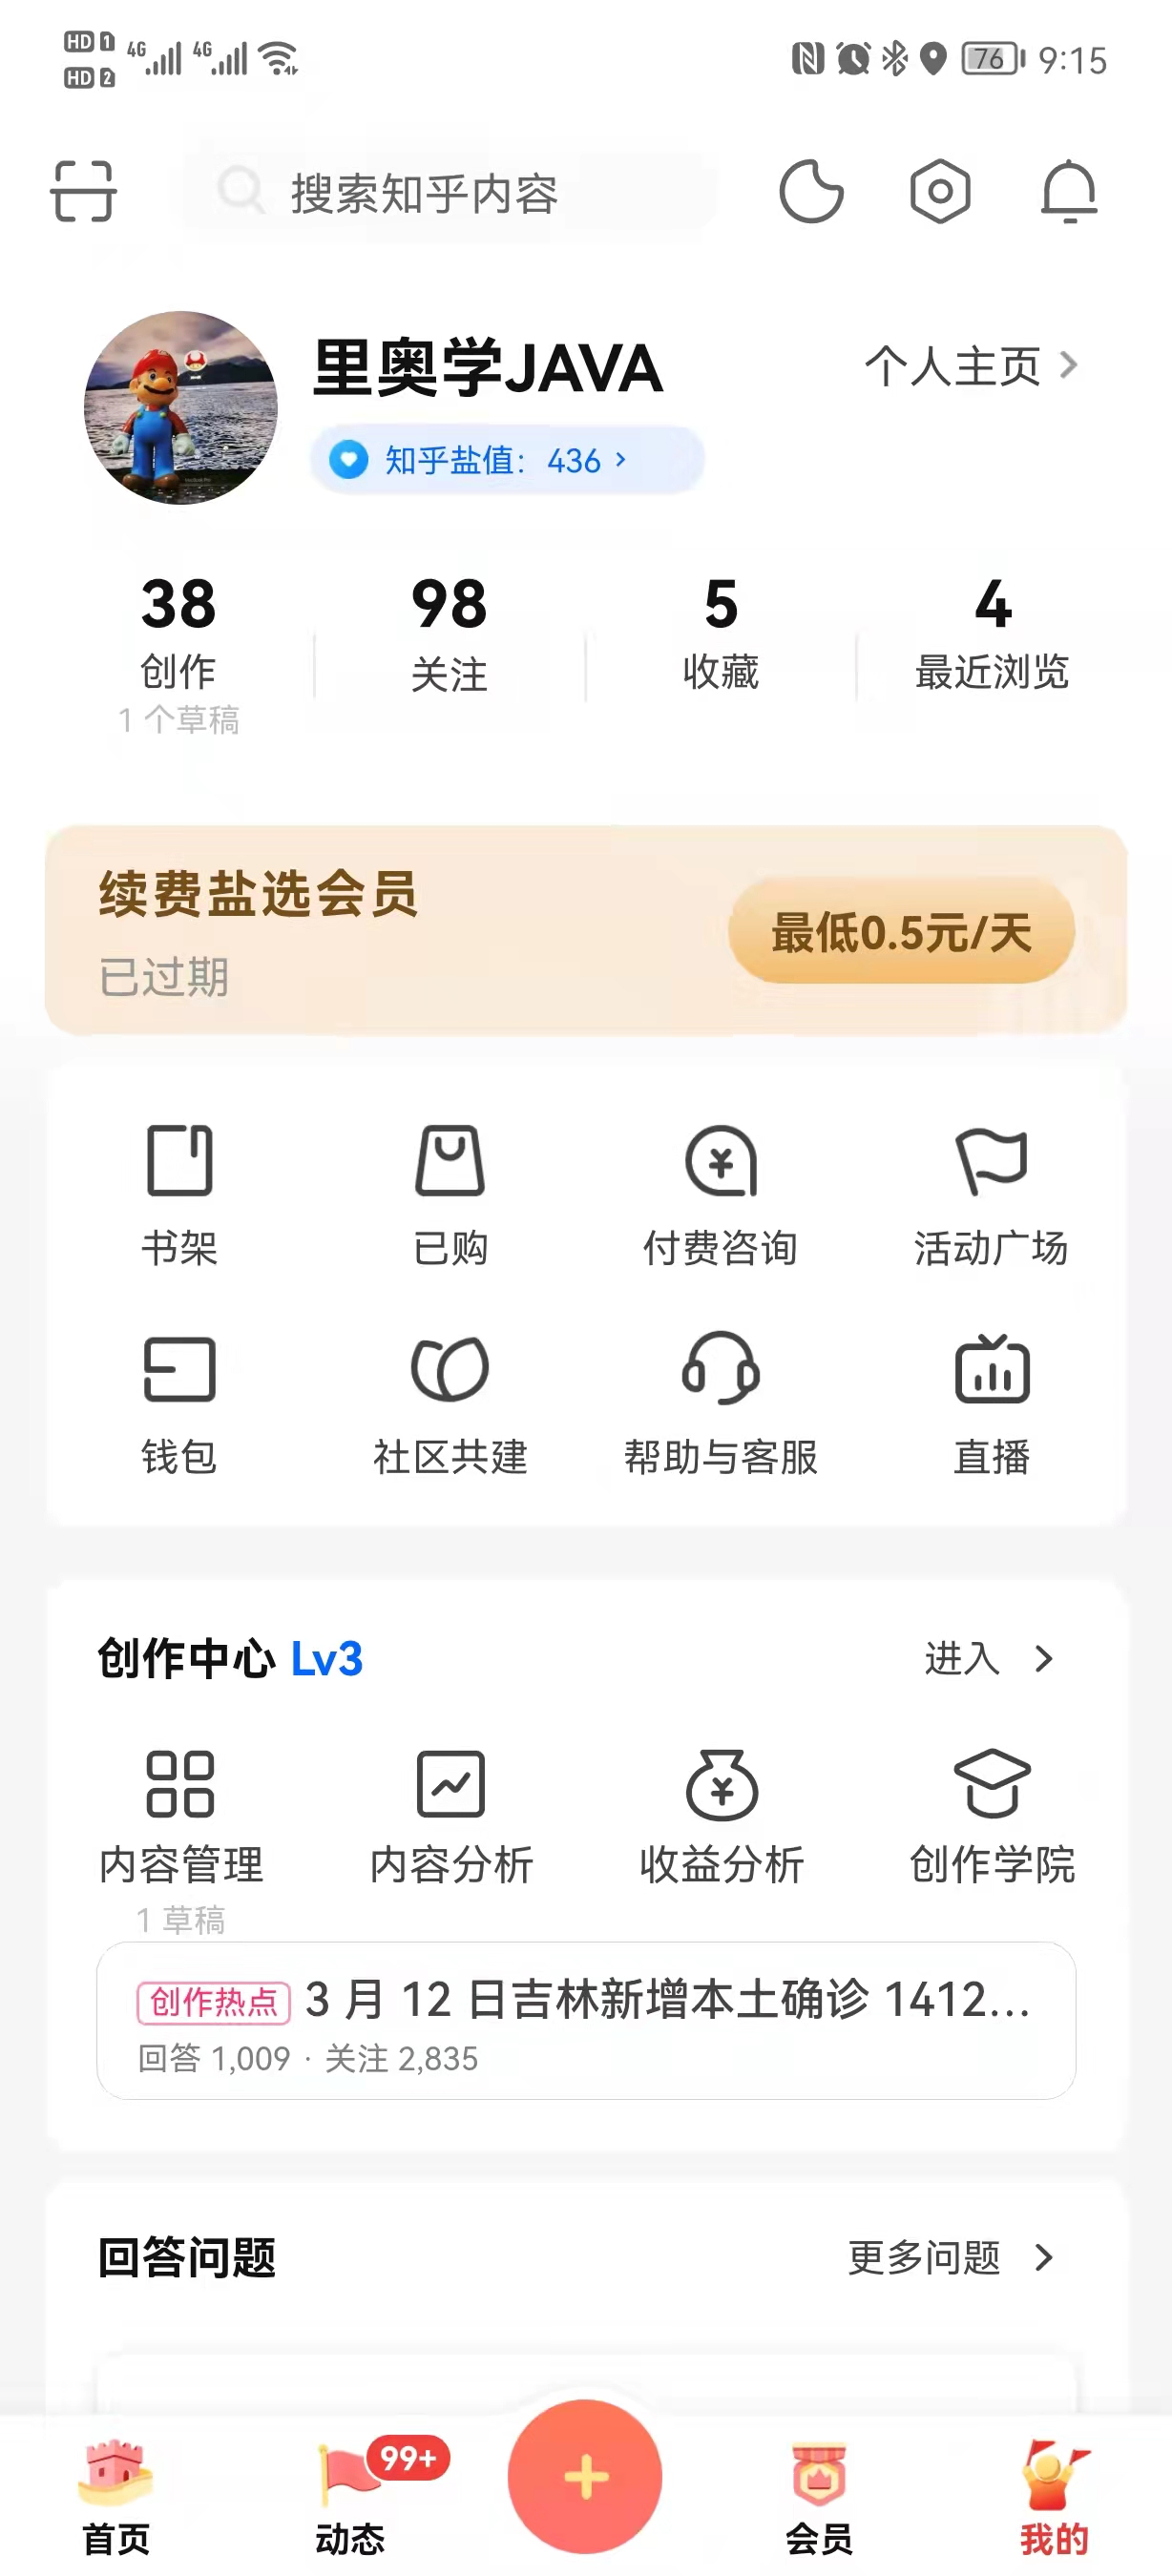 HD 1 4G 4G 76 9:15
HD 2
搜索知乎内容
里奥学JAVA
个人主页
知乎盐值：436
38 98 5 4
创作 关注 收藏 最近浏览
1 个草稿
续费盐选会员
最低0.5元/天
已过期
书架 已购 付费咨询 活动广场
钱包 社区共建 帮助与客服 直播
创作中心 Lv3 进入
内容管理 内容分析 收益分析 创作学院
1 草稿
创作热点 3 月 12 日吉林新增本土确诊 1412...
回答 1,009 · 关注 2,835
回答问题 更多问题
99+
首页 动态 会员 我的